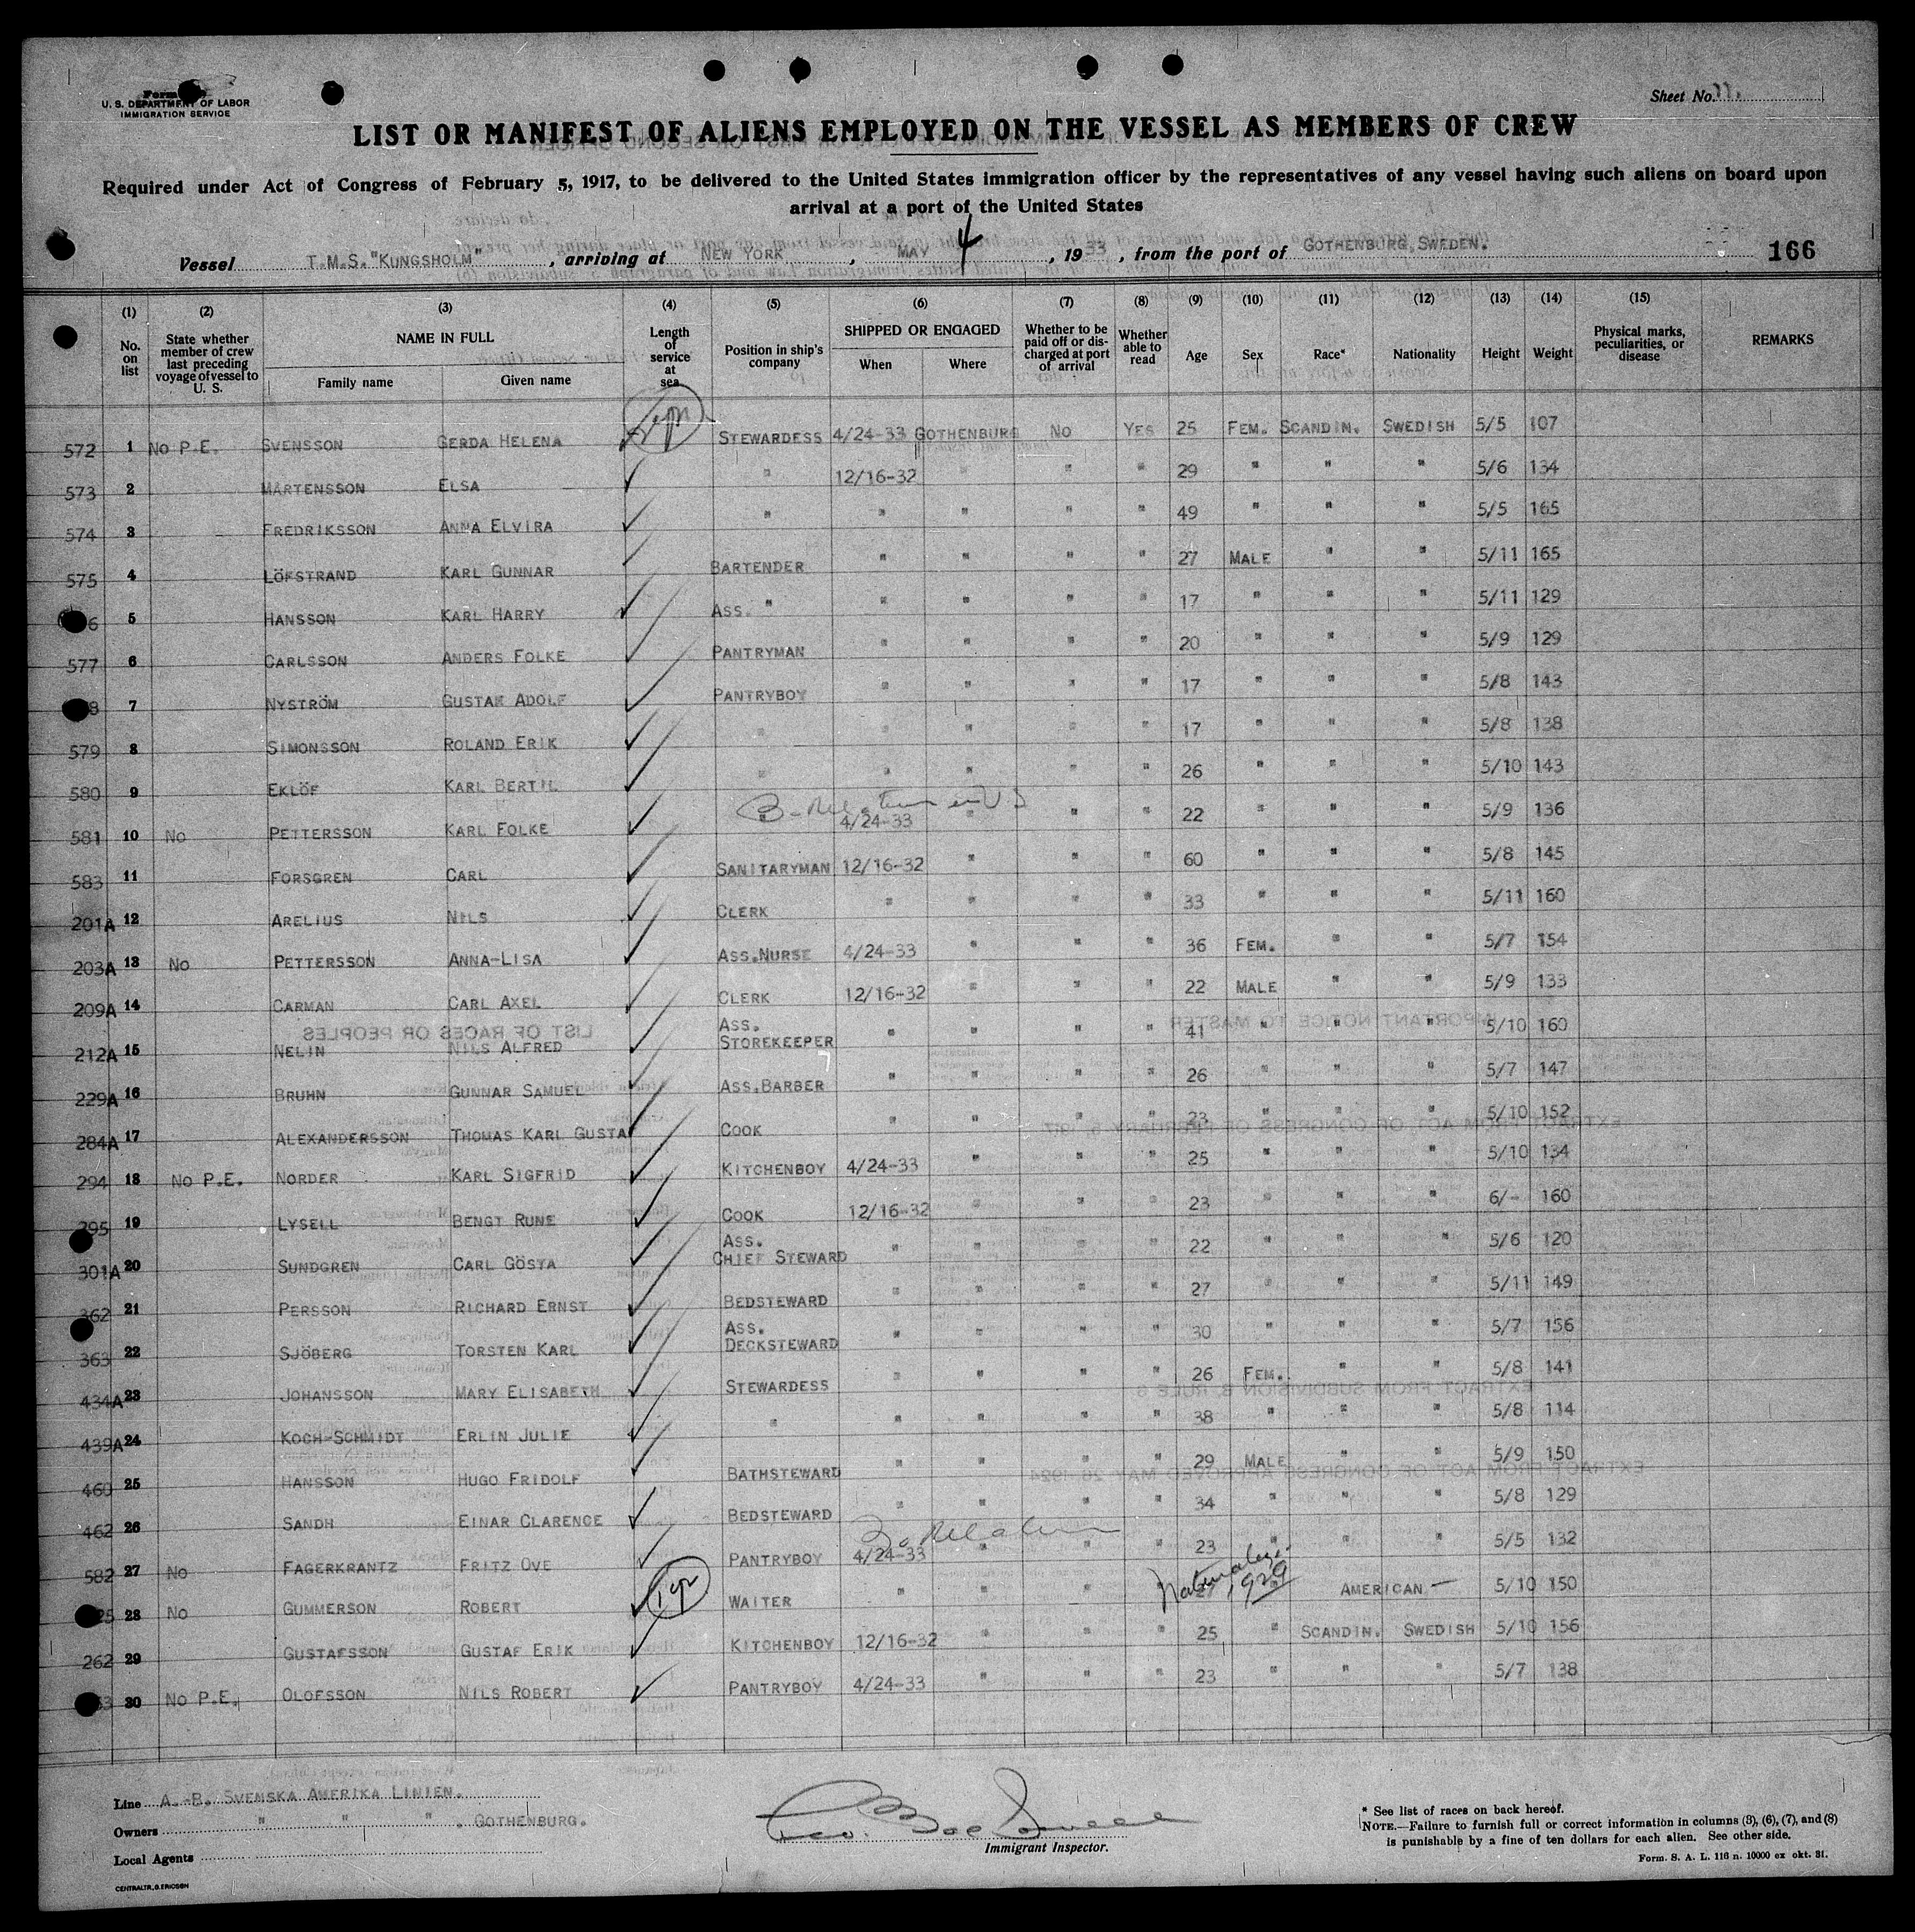 U. S. DEPARTMENT OF LABOR
IMMIGRATION SERVICE
Sheet No. 11.
LIST OR MANIFEST OF ALIENS EMPLOYED ON THE VESSEL AS MEMBERS OF CREW
Required under Act of Congress of February 5, 1917, to be delivered to the United States immigration officer by the representatives of any vessel having such aliens on board upon
arrival at a port of the United States
Vessel T.M.S. "KUNGSHOLM", arriving at NEW YORK, MAY 4, 1933, from the port of GOTHENBURG, SWEDEN. 166
(1) (2) (3) (4) (5) (6) (7) (8) (9) (10) (11) (12) (13) (14) (15)
No. on list State whether member of crew last preceding voyage of vessel to U. S. NAME IN FULL Family name Given name Length of service at sea Position in ship's company SHIPPED OR ENGAGED When Where Whether to be paid off or discharged at port of arrival Whether able to read Age Sex Race* Nationality Height Weight Physical marks, peculiarities, or disease REMARKS
572 1 NO P.E. SVENSSON GERDA HELENA STEWARDESS 4/24-33 GOTHENBURG NO YES 25 FEM. SCANDIN. SWEDISH 5/5 107
573 2 MÅRTENSSON ELSA " 12/16-32 " " " 29 " " " 5/6 134
574 3 FREDRIKSSON ANNA ELVIRA " " " " " 49 " " " 5/5 165
575 4 LÖFSTRAND KARL GUNNAR BARTENDER " " " " 27 MALE " " 5/11 165
6 5 HANSSON KARL HARRY ASS. " " " " " 17 " " " 5/11 129
577 6 CARLSSON ANDERS FOLKE PANTRYMAN " " " " 20 " " " 5/9 129
8 7 NYSTRÖM GUSTAF ADOLF PANTRYBOY " " " " 17 " " " 5/8 143
579 8 SIMONSSON ROLAND ERIK " " " " " 17 " " " 5/8 138
580 9 EKLÖF KARL BERTIL " " " " " 26 " " " 5/10 143
581 10 NO PETTERSSON KARL FOLKE 4/24-33 " " " 22 " " " 5/9 136
583 11 FORSGREN CARL SANITARYMAN 12/16-32 " " " 60 " " " 5/8 145
201A 12 ARELIUS NILS CLERK " " " " 33 " " " 5/11 160
203A 13 NO PETTERSSON ANNA-LISA ASS.NURSE 4/24-33 " " " 36 FEM. " " 5/7 154
209A 14 CARMAN CARL AXEL CLERK 12/16-32 " " " 22 MALE " " 5/9 133
212A 15 NELIN NILS ALFRED ASS. STOREKEEPER " " " " 41 " " " 5/10 160
229A 16 BRUHN GUNNAR SAMUEL ASS.BARBER " " " " 26 " " " 5/7 147
284A 17 ALEXANDERSSON THOMAS KARL GUSTAF COOK " " " " 23 " " " 5/10 152
294 18 NO P.E. NORDER KARL SIGFRID KITCHENBOY 4/24-33 " " " 25 " " " 5/10 134
295 19 LYSELL BENGT RUNE COOK 12/16-32 " " " 23 " " " 6/- 160
301A 20 SUNDGREN CARL GÖSTA ASS. CHIEF STEWARD " " " " 22 " " " 5/6 120
362 21 PERSSON RICHARD ERNST BEDSTEWARD " " " " 27 " " " 5/11 149
363 22 SJÖBERG TORSTEN KARL ASS. DECKSTEWARD " " " " 30 " " " 5/7 156
434A 23 JOHANSSON MARY ELISABETH STEWARDESS " " " " 26 FEM. " " 5/8 141
439A 24 KOCH-SCHMIDT ERLIN JULIE " " " " " 38 " " " 5/8 114
460 25 HANSSON HUGO FRIDOLF BATHSTEWARD " " " " 29 MALE " " 5/9 150
462 26 SANDH EINAR CLARENCE BEDSTEWARD " " " " 34 " " " 5/8 129
582 27 NO FAGERKRANTZ FRITZ OVE PANTRYBOY 4/24-33 " " " 23 " " " 5/5 132
28 NO GUMMERSON ROBERT WAITER " " " 1929 AMERICAN - 5/10 150
262 29 GUSTAFSSON GUSTAF ERIK KITCHENBOY 12/16-32 " " " 25 " SCANDIN. SWEDISH 5/10 156
30 NO P.E. OLOFSSON NILS ROBERT PANTRYBOY 4/24-33 " " " 23 " " " 5/7 138
Line A.-B. SVENSKA AMERIKA LINIEN.
Owners " " ". GOTHENBURG.
Local Agents
Immigrant Inspector.
* See list of races on back hereof.
NOTE.—Failure to furnish full or correct information in columns (3), (6), (7), and (8)
is punishable by a fine of ten dollars for each alien. See other side.
Form. S. A. L. 116 n. 10000 ex okt. 31.
CENTRALTR., G. ERICSON